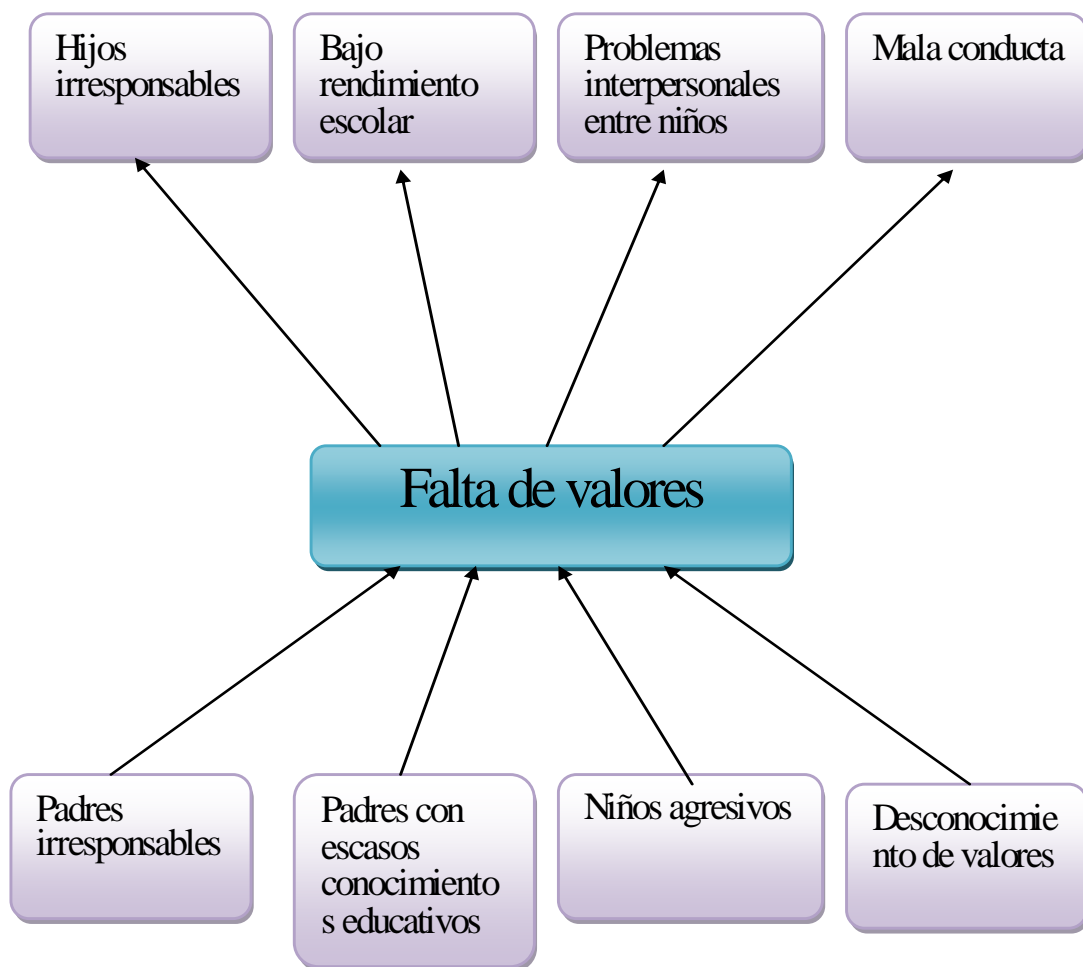 Hijos
irresponsables
Bajo
rendimiento
escolar
Problemas
interpersonales
entre niños
Mala conducta
Falta de valores
Padres
irresponsables
Padres con
escasos
conocimiento
s educativos
Niños agresivos
Desconocimie
nto de valores